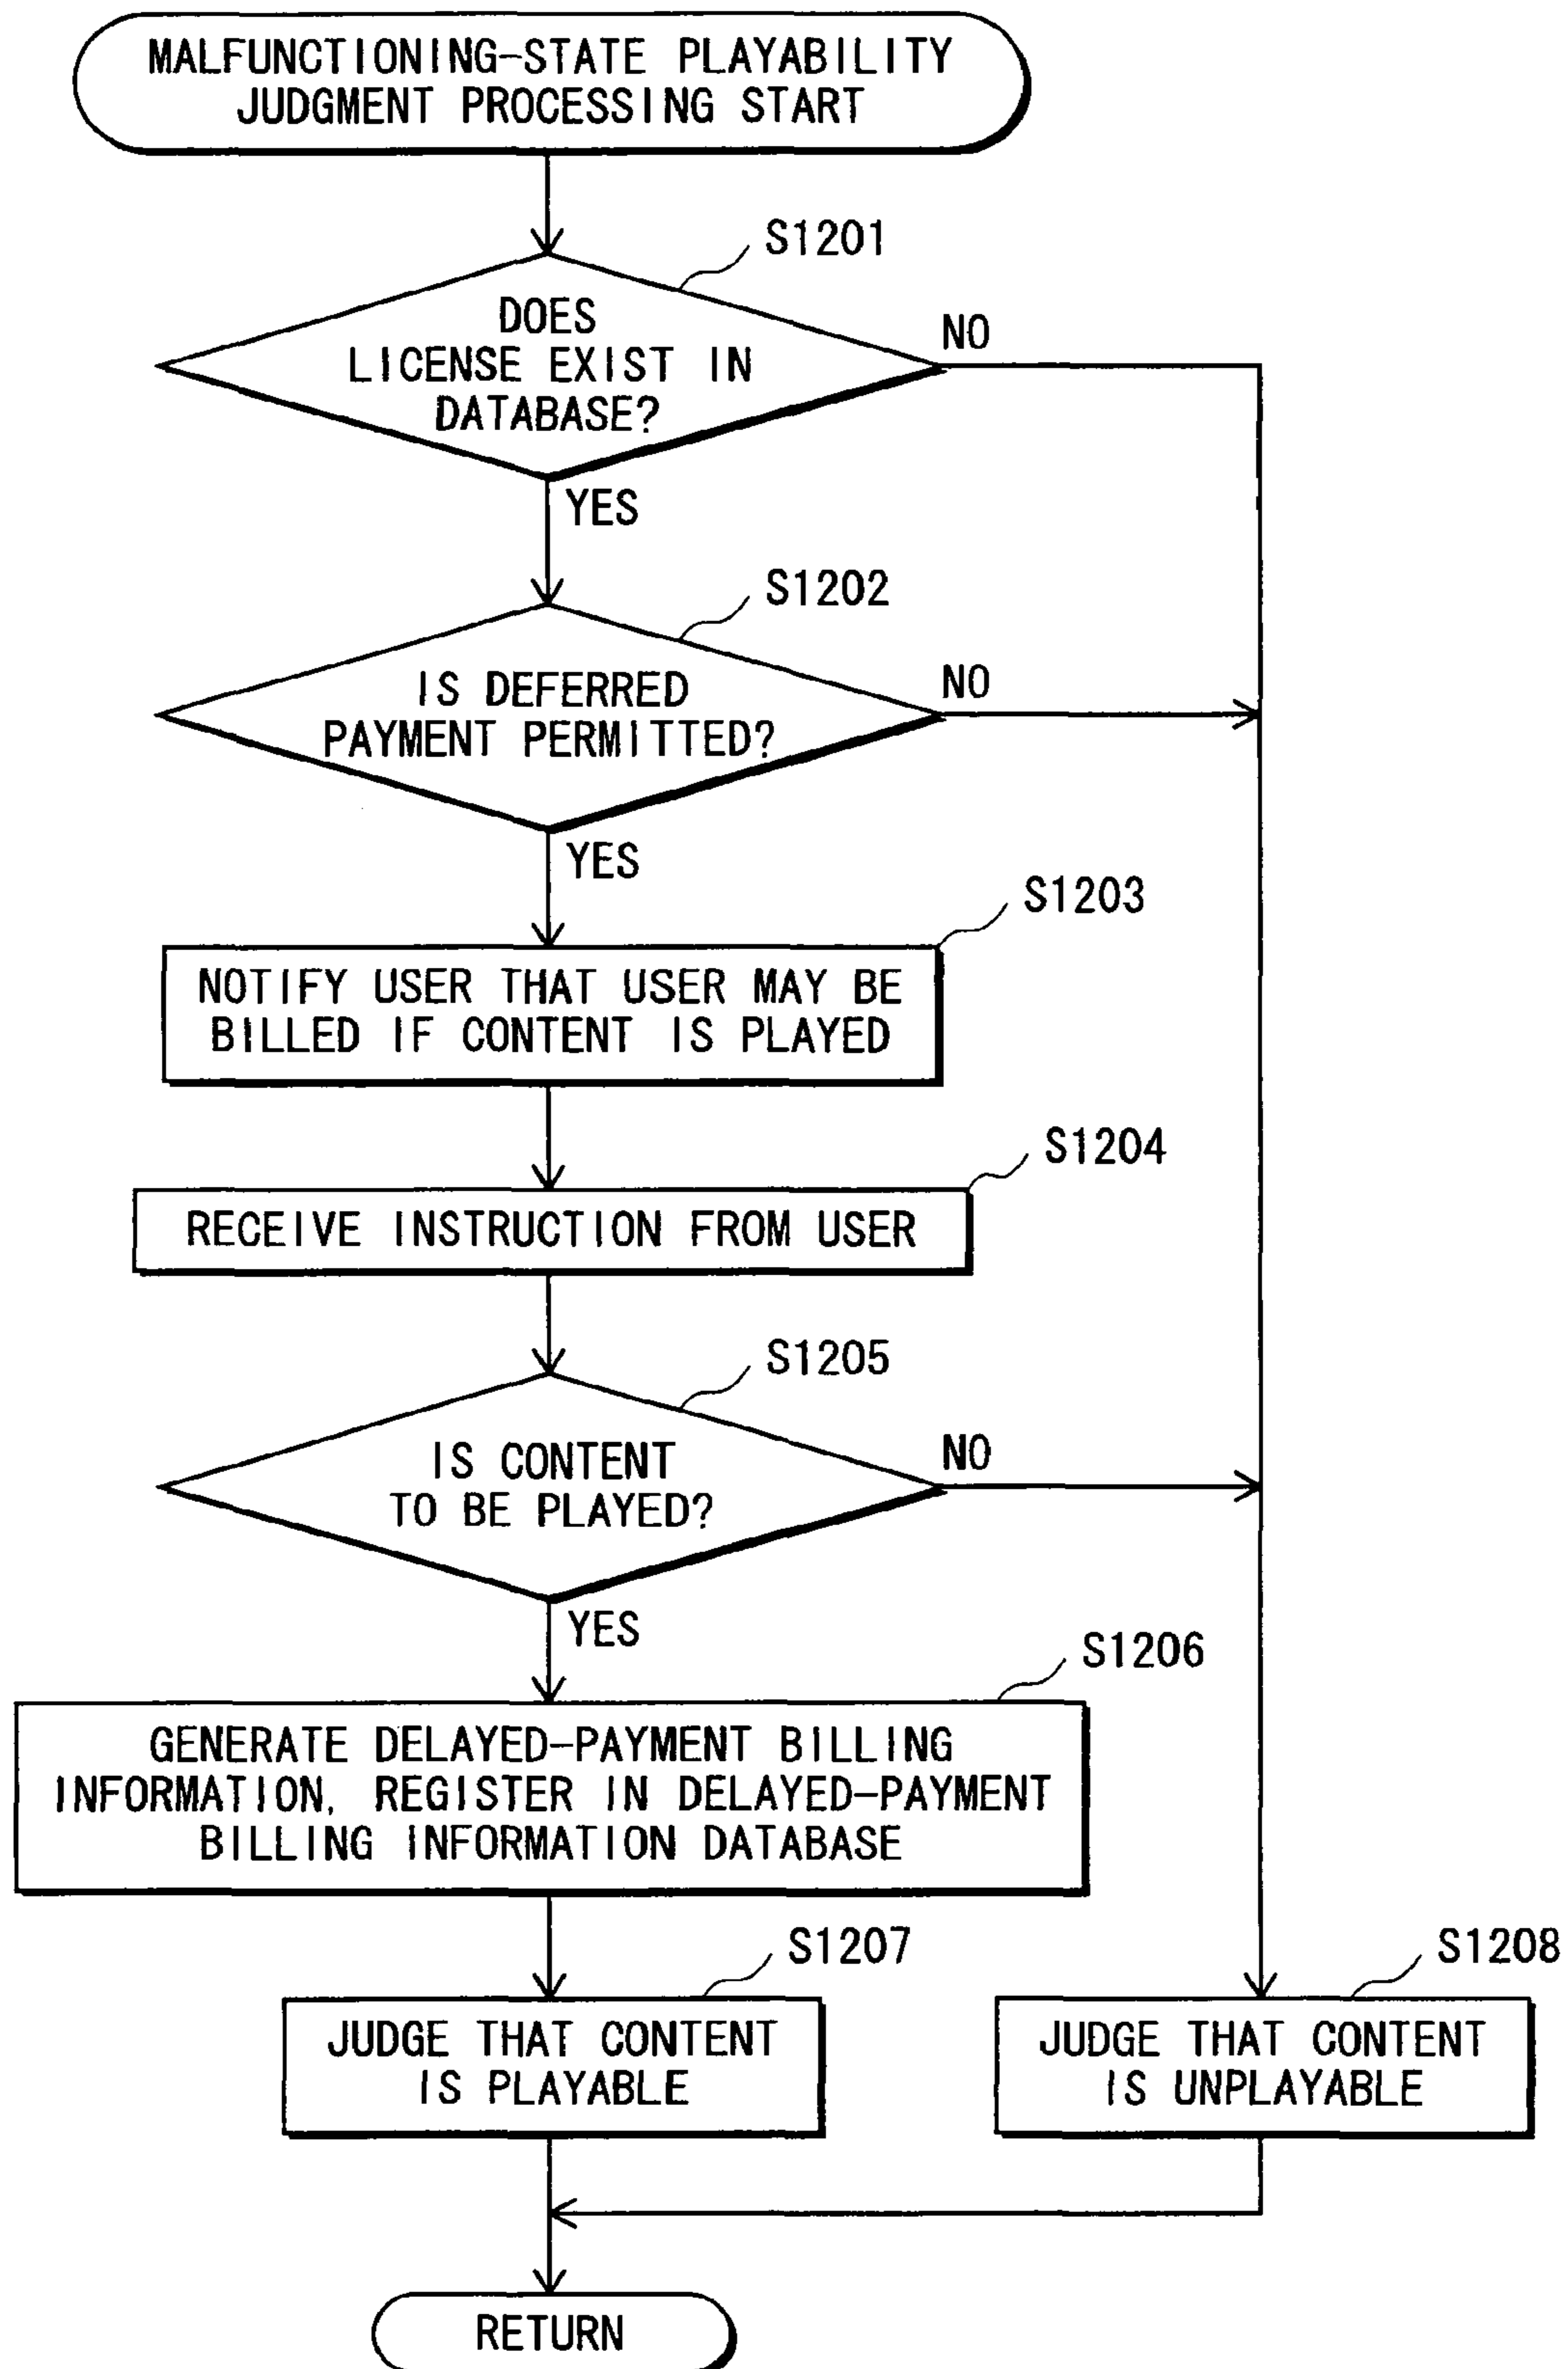 MALFUNCTIONING-STATE PLAYABILITY
JUDGMENT PROCESSING START
S1201
DOES
LICENSE EXIST IN
DATABASE?
NO
YES
S1202
IS DEFERRED
PAYMENT PERMITTED?
NO
YES
S1203
NOTIFY USER THAT USER MAY BE
BILLED IF CONTENT IS PLAYED
S1204
RECEIVE INSTRUCTION FROM USER
S1205
IS CONTENT
TO BE PLAYED?
NO
YES
S1206
GENERATE DELAYED-PAYMENT BILLING
INFORMATION, REGISTER IN DELAYED-PAYMENT
BILLING INFORMATION DATABASE
S1207
JUDGE THAT CONTENT
IS PLAYABLE
S1208
JUDGE THAT CONTENT
IS UNPLAYABLE
RETURN